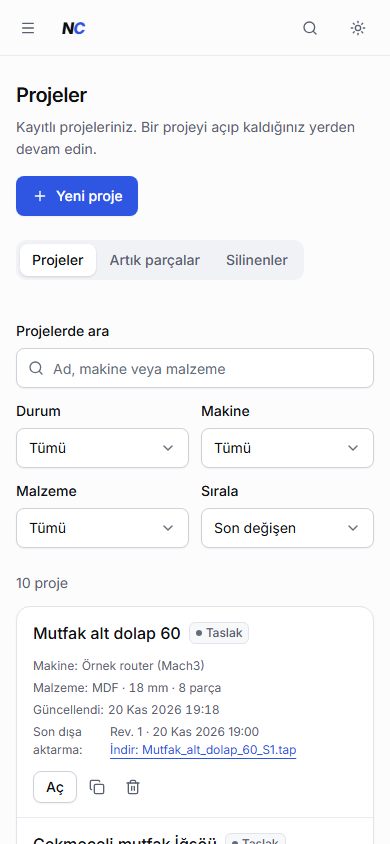 NC
Projeler
Kayıtlı projeleriniz. Bir projeyi açıp kaldığınız yerden
devam edin.
Yeni proje
Projeler Artık parçalar Silinenler
Projelerde ara
Ad, makine veya malzeme
Durum Makine
Tümü Tümü
Malzeme Sırala
Tümü Son değişen
10 proje
Mutfak alt dolap 60 Taslak
Makine: Örnek router (Mach3)
Malzeme: MDF · 18 mm · 8 parça
Güncellendi: 20 Kas 2026 19:18
Son dışa aktarma: Rev. 1 · 20 Kas 2026 19:00
İndir: Mutfak_alt_dolap_60_S1.tap
Aç
Taslak